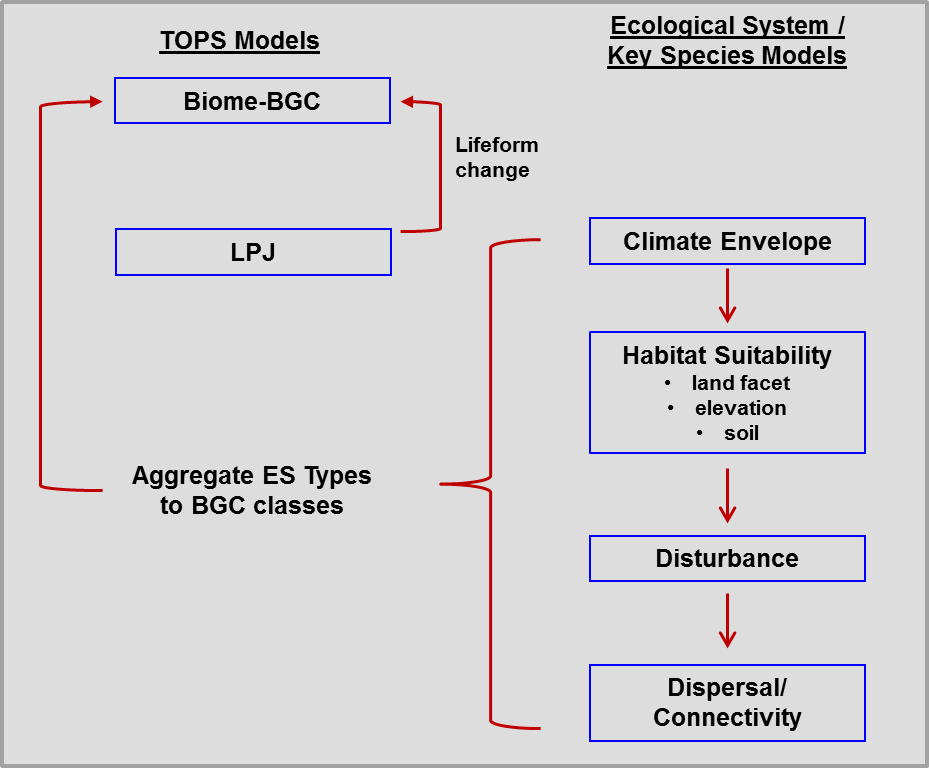 TOPS Models
Biome-BGC
Lifeform
change
LPJ
Aggregate ES Types
to BGC classes
Ecological System /
Key Species Models
Climate Envelope
Habitat Suitability
• land facet
• elevation
• soil
Disturbance
Dispersal/
Connectivity